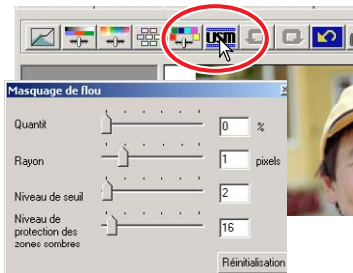 USM
Masquage de flou
Quantit 0 %
Rayon 1 pixels
Niveau de seuil 2
Niveau de
protection des
zones sombres 16
Réinitialisation